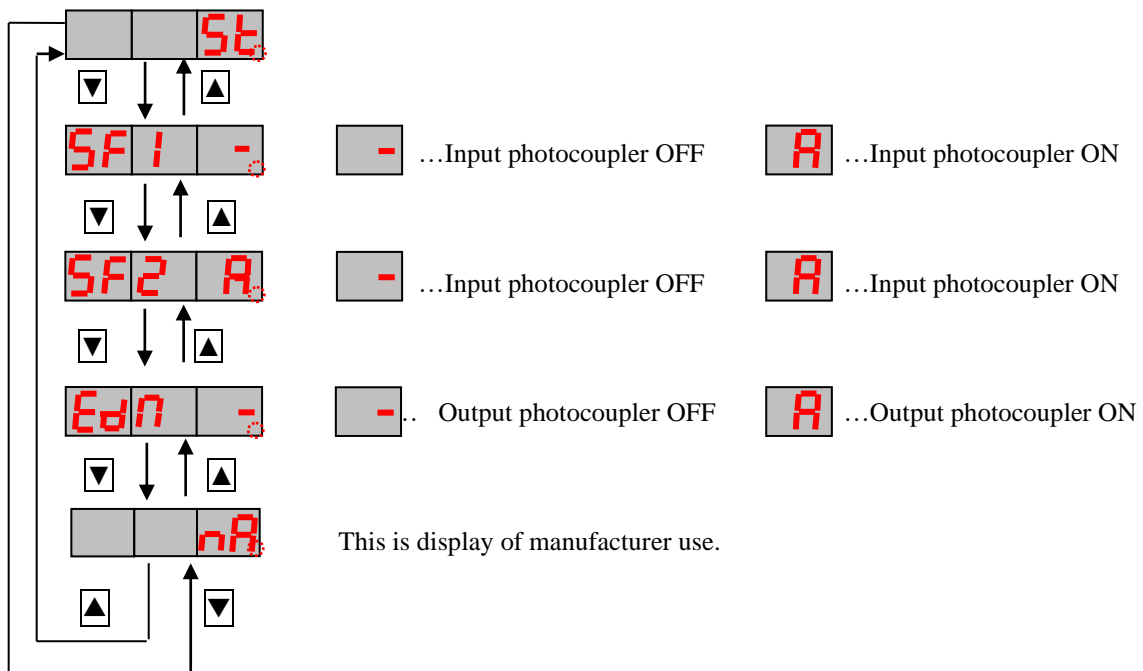 St
▼ ▲
SF1 - - …Input photocoupler OFF A …Input photocoupler ON
▼ ▲
SF2 A - …Input photocoupler OFF A …Input photocoupler ON
▼ ▲
Edn - - .. Output photocoupler OFF A …Output photocoupler ON
▼ ▲
nA This is display of manufacturer use.
▲ ▼